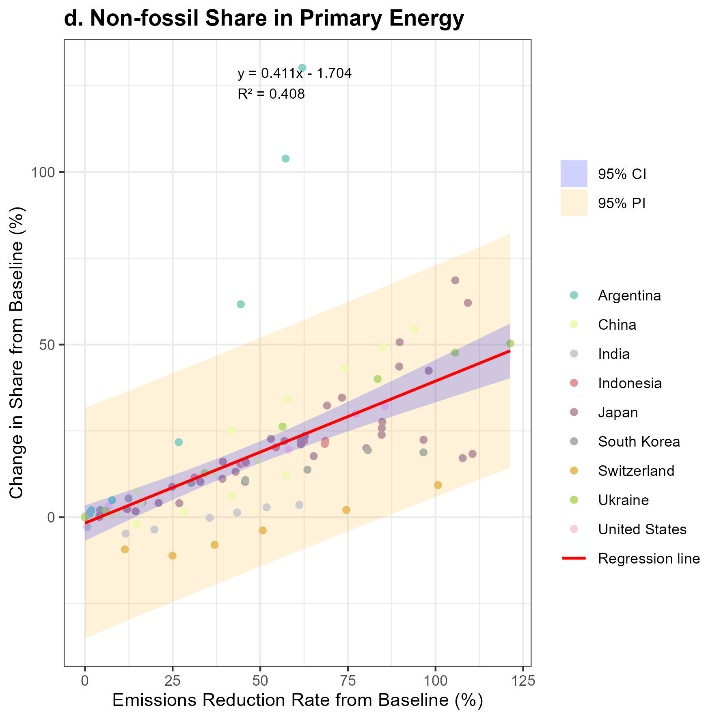 d. Non-fossil Share in Primary Energy
y = 0.411x - 1.704
R² = 0.408
Change in Share from Baseline (%)
100
50
0
0 25 50 75 100 125
Emissions Reduction Rate from Baseline (%)
95% CI
95% PI
Argentina
China
India
Indonesia
Japan
South Korea
Switzerland
Ukraine
United States
Regression line